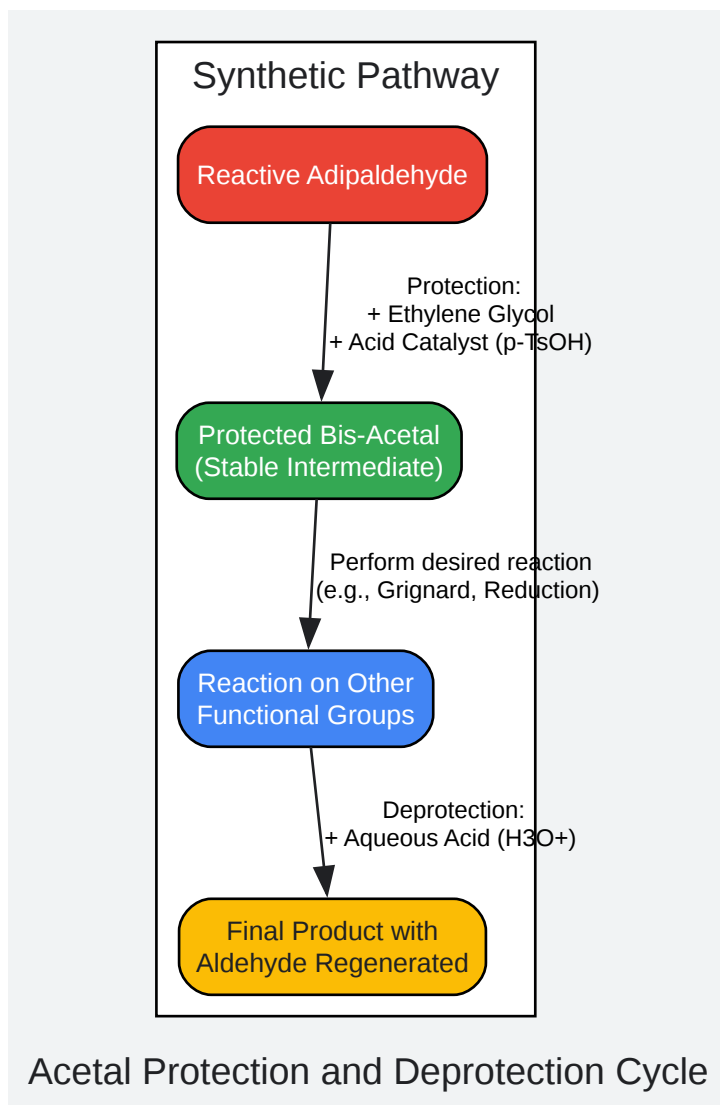 Synthetic Pathway
Reactive Adipaldehyde
Protection:
+ Ethylene Glycol
+ Acid Catalyst (p-TsOH)
Protected Bis-Acetal
(Stable Intermediate)
Perform desired reaction
(e.g., Grignard, Reduction)
Reaction on Other
Functional Groups
Deprotection:
+ Aqueous Acid (H3O+)
Final Product with
Aldehyde Regenerated
Acetal Protection and Deprotection Cycle